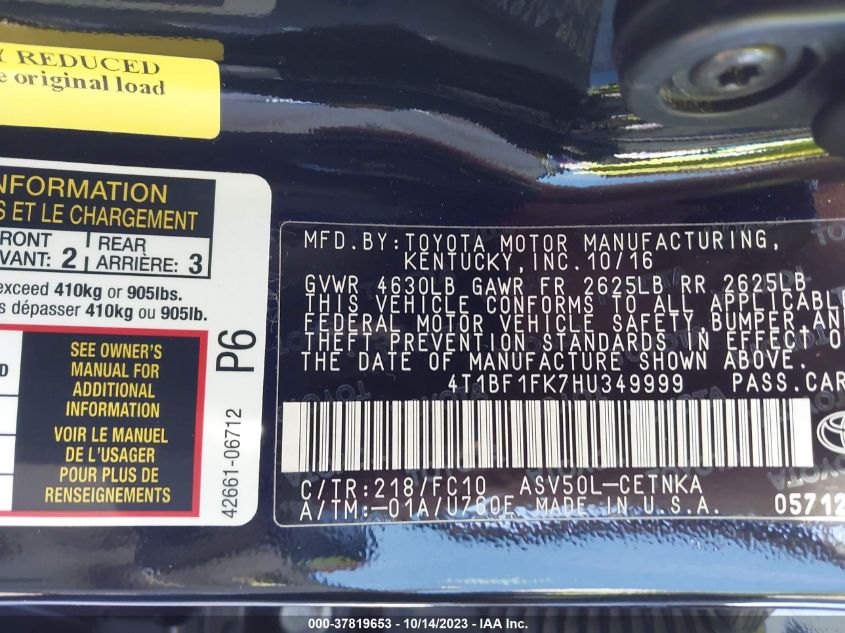 Y REDUCED
e original load
NFORMATION
S ET LE CHARGEMENT
FRONT
VANT: 2
REAR
ARRIÈRE: 3
exceed 410kg or 905lbs.
s dépasser 410kg ou 905lb.
D
SEE OWNER'S
MANUAL FOR
ADDITIONAL
INFORMATION
VOIR LE MANUEL
DE L'USAGER
POUR PLUS DE
RENSEIGNEMENTS
P6
42661-06712
MFD.BY:TOYOTA MOTOR MANUFACTURING,
KENTUCKY,INC.10/16
GVWR 4630LB GAWR FR 2625LB RR 2625LB
THIS VEHICLE CONFORMS TO ALL APPLICABLE
FEDERAL MOTOR VEHICLE SAFETY,BUMPER,AND
THEFT PREVENTION STANDARDS IN EFFECT O
THE DATE OF MANUFACTURE SHOWN ABOVE.
4T1BF1FK7HU349999 PASS.CAR
C/TR:218/FC10 ASV50L-CETNKA
A/TM:-01A/U760E MADE IN U.S.A.
05712
000-37819653 - 10/14/2023 - IAA Inc.